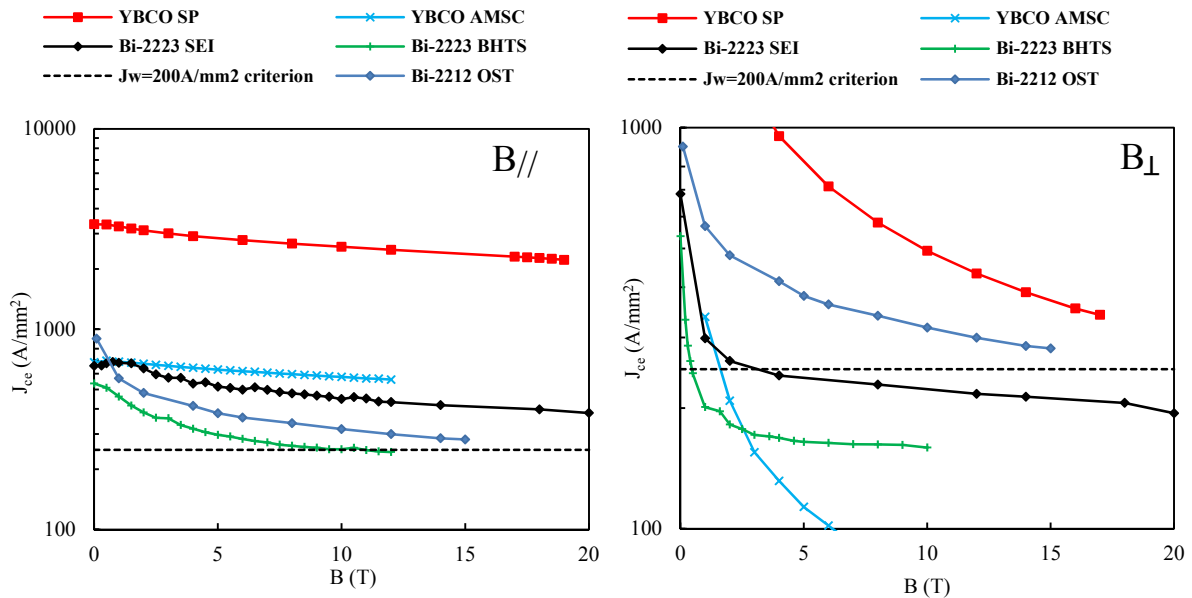 YBCO SP YBCO AMSC
Bi-2223 SEI Bi-2223 BHTS
Jw=200A/mm2 criterion Bi-2212 OST
10000
1000
100
J_ce (A/mm²)
B//
0 5 10 15 20
B (T)
YBCO SP YBCO AMSC
Bi-2223 SEI Bi-2223 BHTS
Jw=200A/mm2 criterion Bi-2212 OST
1000
100
J_ce (A/mm²)
B⊥
0 5 10 15 20
B (T)